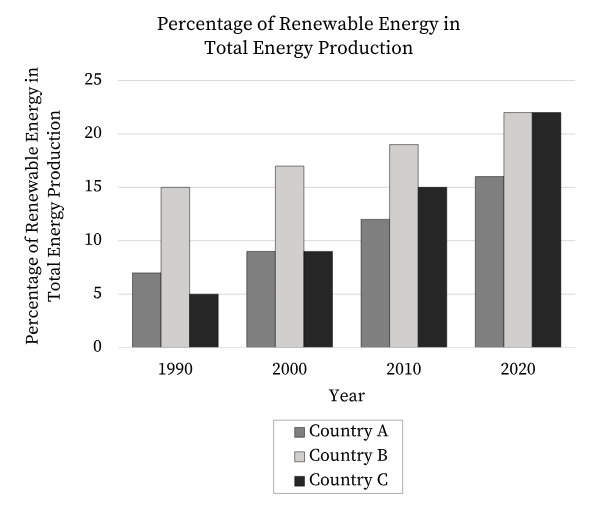 Percentage of Renewable Energy in
Total Energy Production
Percentage of Renewable Energy in
Total Energy Production
25
20
15
10
5
0
1990 2000 2010 2020
Year
Country A
Country B
Country C